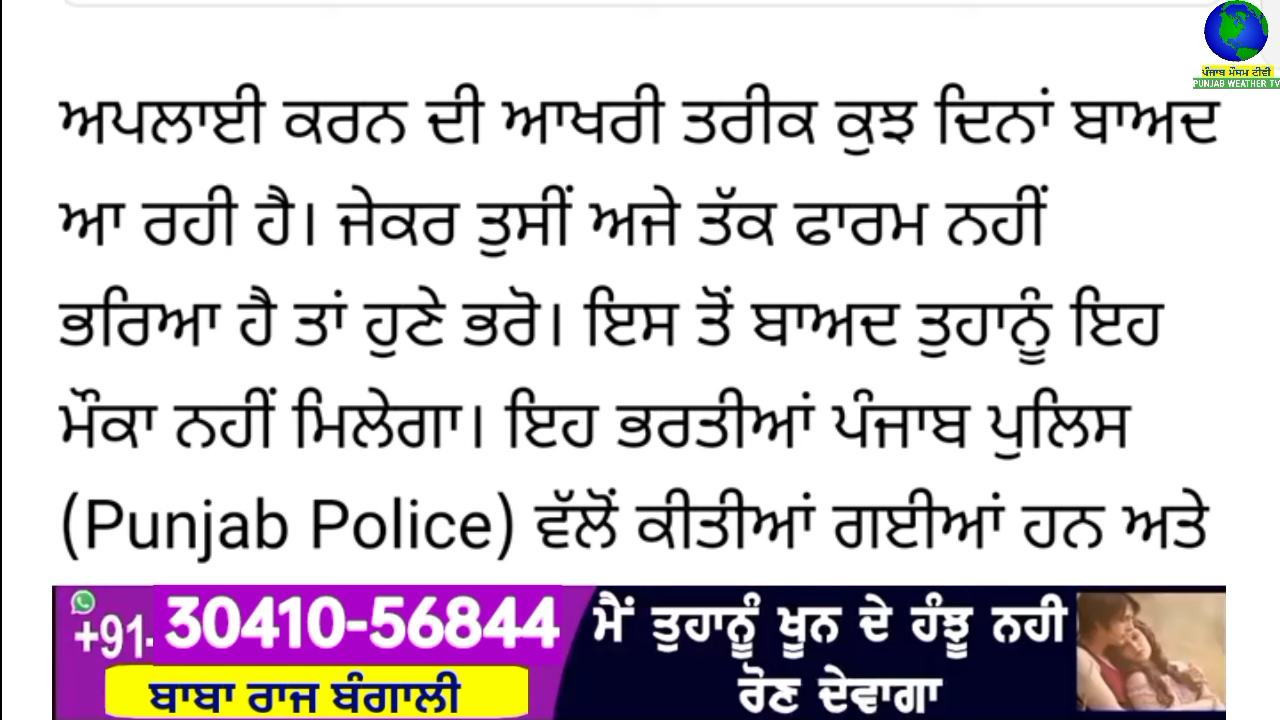 ਪੰਜਾਬ ਮੌਸਮ ਟੀਵੀ
PUNJAB WEATHER TV
ਅਪਲਾਈ ਕਰਨ ਦੀ ਆਖਰੀ ਤਰੀਕ ਕੁਝ ਦਿਨਾਂ ਬਾਅਦ
ਆ ਰਹੀ ਹੈ। ਜੇਕਰ ਤੁਸੀਂ ਅਜੇ ਤੱਕ ਫਾਰਮ ਨਹੀਂ
ਭਰਿਆ ਹੈ ਤਾਂ ਹੁਣੇ ਭਰੋ। ਇਸ ਤੋਂ ਬਾਅਦ ਤੁਹਾਨੂੰ ਇਹ
ਮੌਕਾ ਨਹੀਂ ਮਿਲੇਗਾ। ਇਹ ਭਰਤੀਆਂ ਪੰਜਾਬ ਪੁਲਿਸ
(Punjab Police) ਵੱਲੋਂ ਕੀਤੀਆਂ ਗਈਆਂ ਹਨ ਅਤੇ
+91. 30410-56844
ਬਾਬਾ ਰਾਜ ਬੰਗਾਲੀ
ਮੈਂ ਤੁਹਾਨੂੰ ਖੂਨ ਦੇ ਹੰਝੂ ਨਹੀ
ਰੋਣ ਦੇਵਾਗਾ